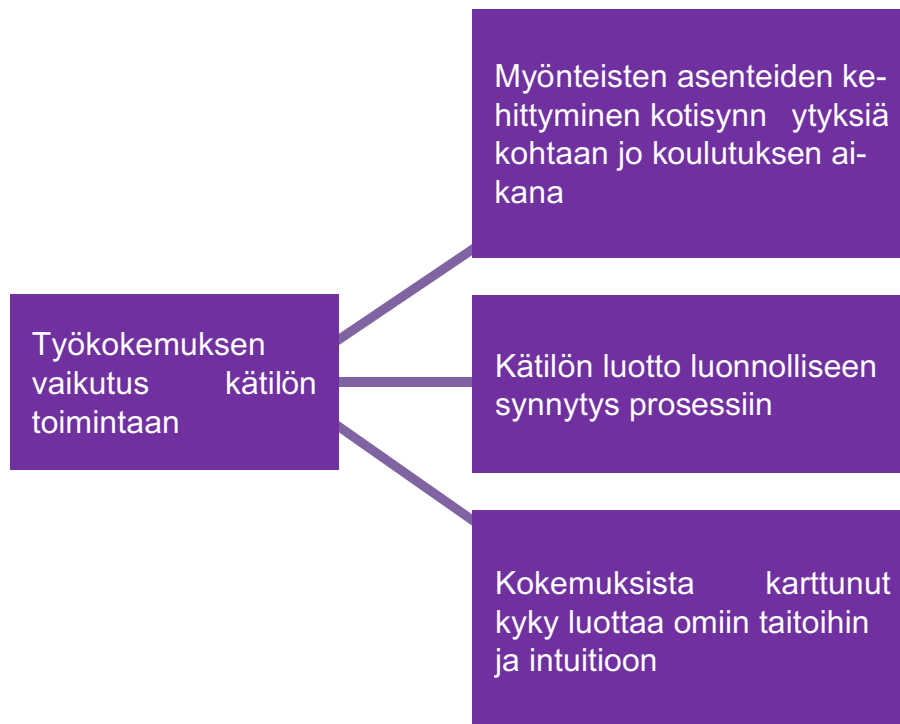 Myönteisten asenteiden ke-
hittyminen kotisynn ytyksiä
kohtaan jo koulutuksen ai-
kana
Työkokemuksen
vaikutus kätilön
toimintaan
Kätilön luotto luonnolliseen
synnytys prosessiin
Kokemuksista karttunut
kyky luottaa omiin taitoihin
ja intuitioon